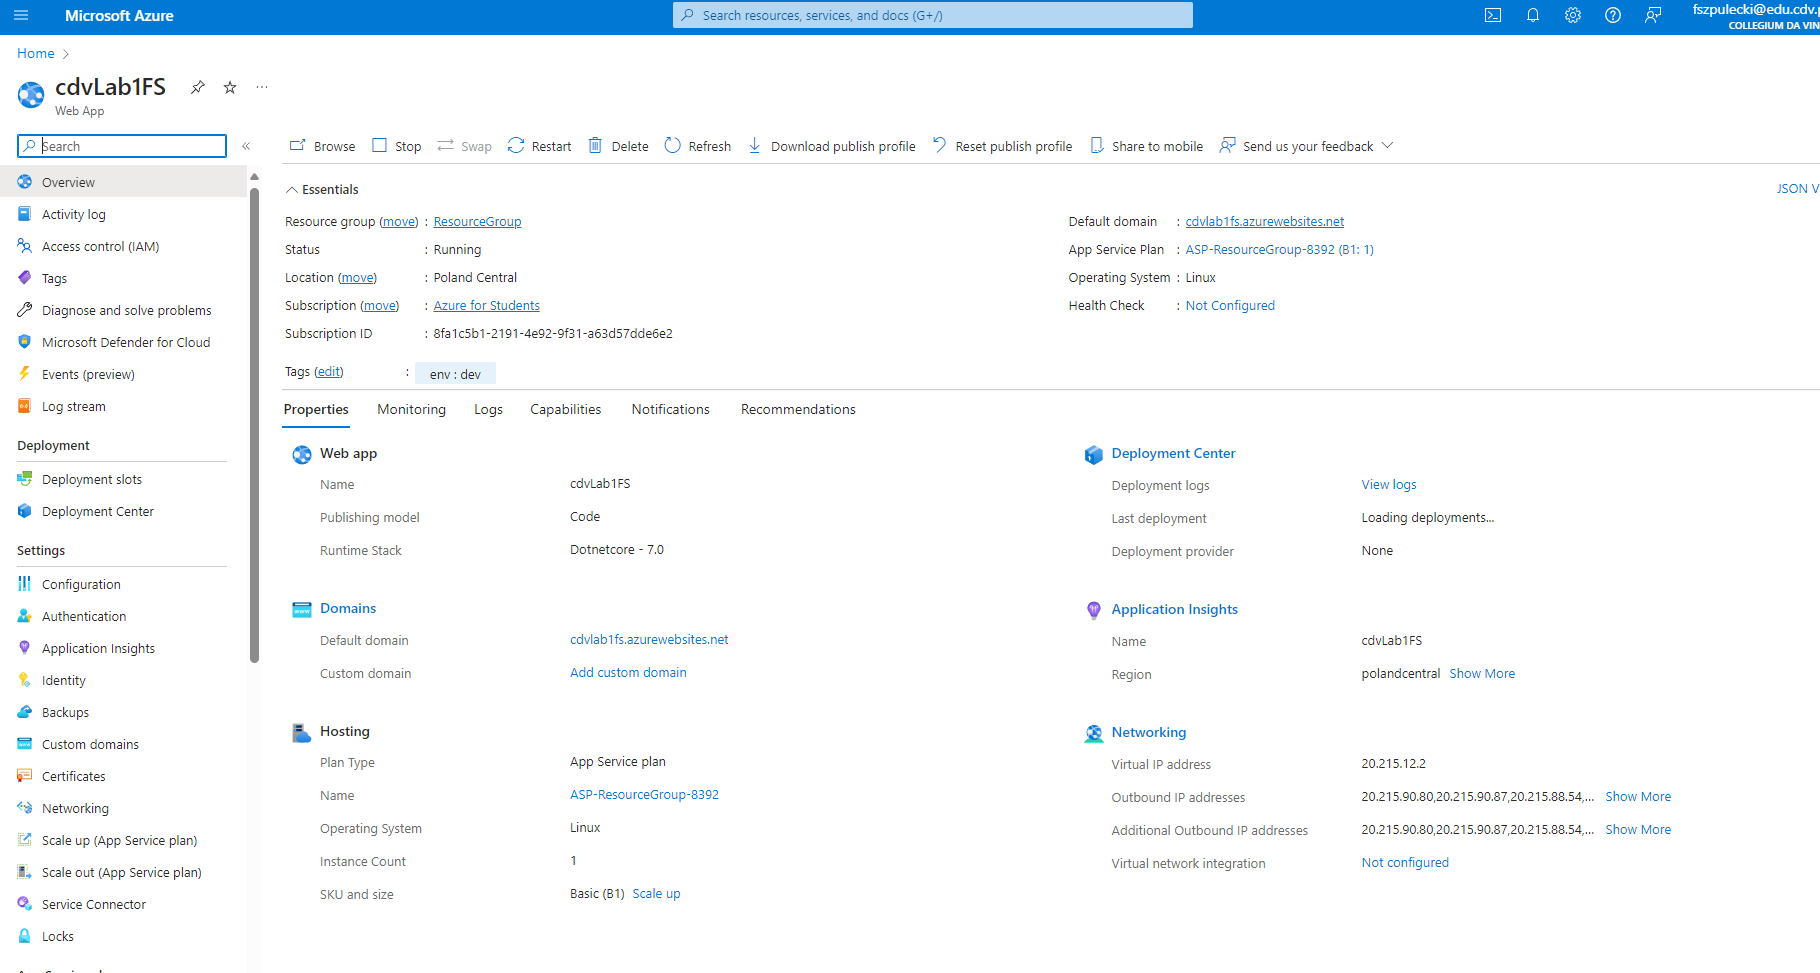 Microsoft Azure
Search resources, services, and docs (G+/)
fszpulecki@edu.cdv.
COLLEGIUM DA VIN
Home
cdvLab1FS
Web App
Search
Browse Stop Swap Restart Delete Refresh Download publish profile Reset publish profile Share to mobile Send us your feedback
Overview
Activity log
Access control (IAM)
Tags
Diagnose and solve problems
Microsoft Defender for Cloud
Events (preview)
Log stream
Deployment
Deployment slots
Deployment Center
Settings
Configuration
Authentication
Application Insights
Identity
Backups
Custom domains
Certificates
Networking
Scale up (App Service plan)
Scale out (App Service plan)
Service Connector
Locks
Essentials
JSON V
Resource group (move) : ResourceGroup
Status : Running
Location (move) : Poland Central
Subscription (move) : Azure for Students
Subscription ID : 8fa1c5b1-2191-4e92-9f31-a63d57dde6e2
Default domain : cdvlab1fs.azurewebsites.net
App Service Plan : ASP-ResourceGroup-8392 (B1: 1)
Operating System : Linux
Health Check : Not Configured
Tags (edit) : env : dev
Properties Monitoring Logs Capabilities Notifications Recommendations
Web app
Name cdvLab1FS
Publishing model Code
Runtime Stack Dotnetcore - 7.0
Domains
Default domain cdvlab1fs.azurewebsites.net
Custom domain Add custom domain
Hosting
Plan Type App Service plan
Name ASP-ResourceGroup-8392
Operating System Linux
Instance Count 1
SKU and size Basic (B1) Scale up
Deployment Center
Deployment logs View logs
Last deployment Loading deployments...
Deployment provider None
Application Insights
Name cdvLab1FS
Region polandcentral Show More
Networking
Virtual IP address 20.215.12.2
Outbound IP addresses 20.215.90.80,20.215.90.87,20.215.88.54,... Show More
Additional Outbound IP addresses 20.215.90.80,20.215.90.87,20.215.88.54,... Show More
Virtual network integration Not configured